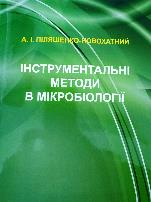 А. І. ПІЛЯШЕНКО-НОВОХАТНИЙ
ІНСТРУМЕНТАЛЬНІ
МЕТОДИ
В МІКРОБІОЛОГІЇ